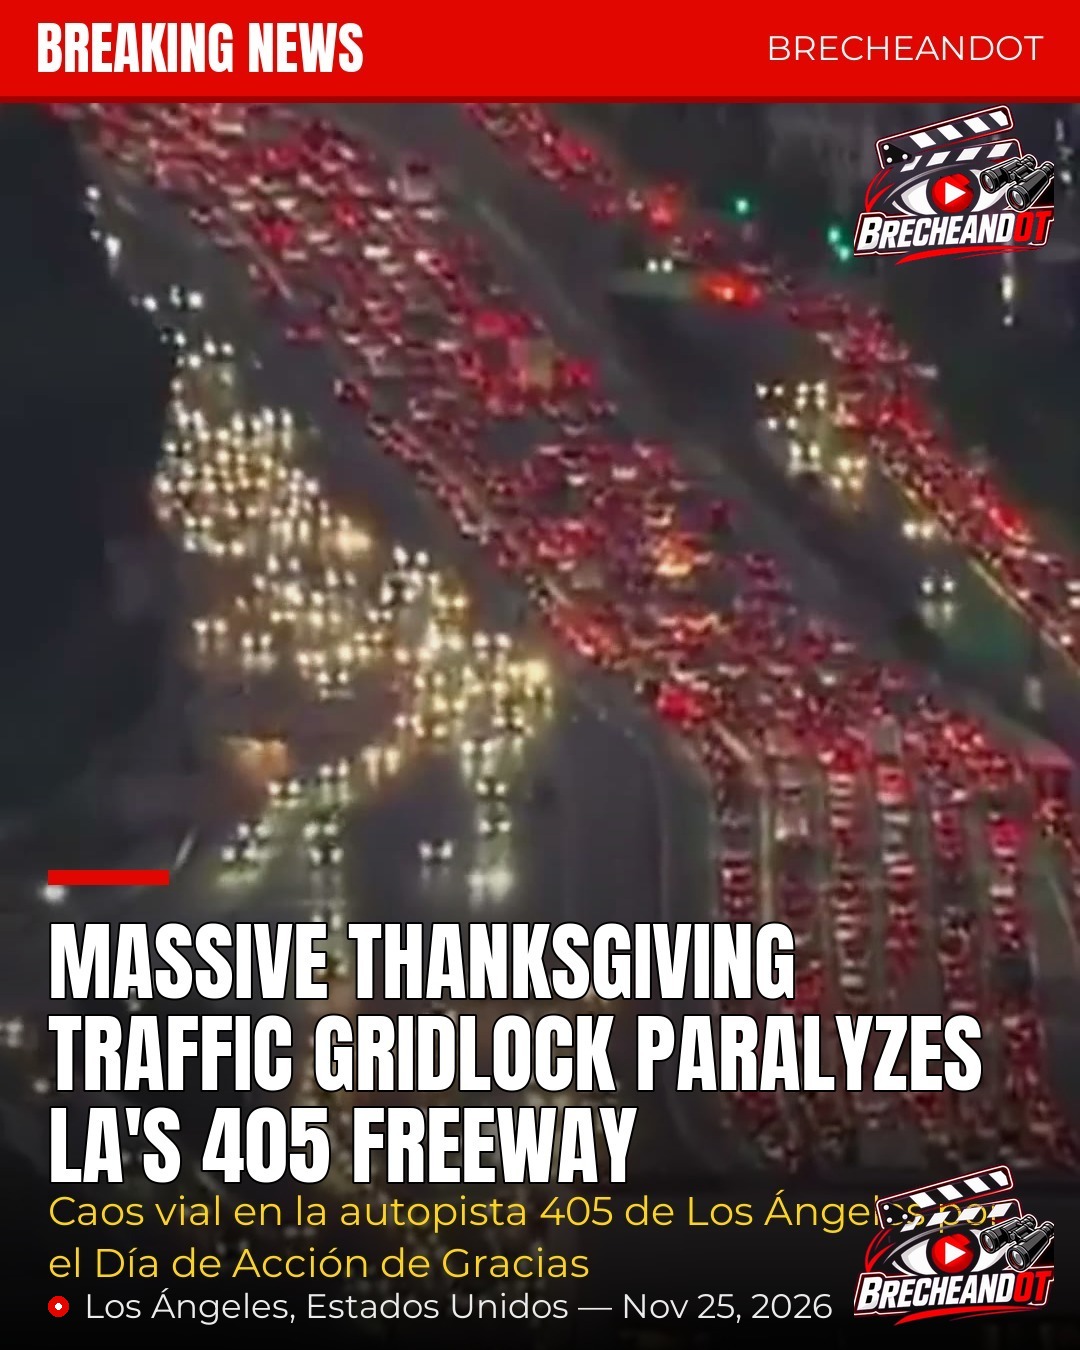 BREAKING NEWS
BRECHEANDOT
BRECHEANDOT
MASSIVE THANKSGIVING
TRAFFIC GRIDLOCK PARALYZES
LA'S 405 FREEWAY
Caos vial en la autopista 405 de Los Ángeles por
el Día de Acción de Gracias
Los Ángeles, Estados Unidos — Nov 25, 2026
BRECHEANDOT